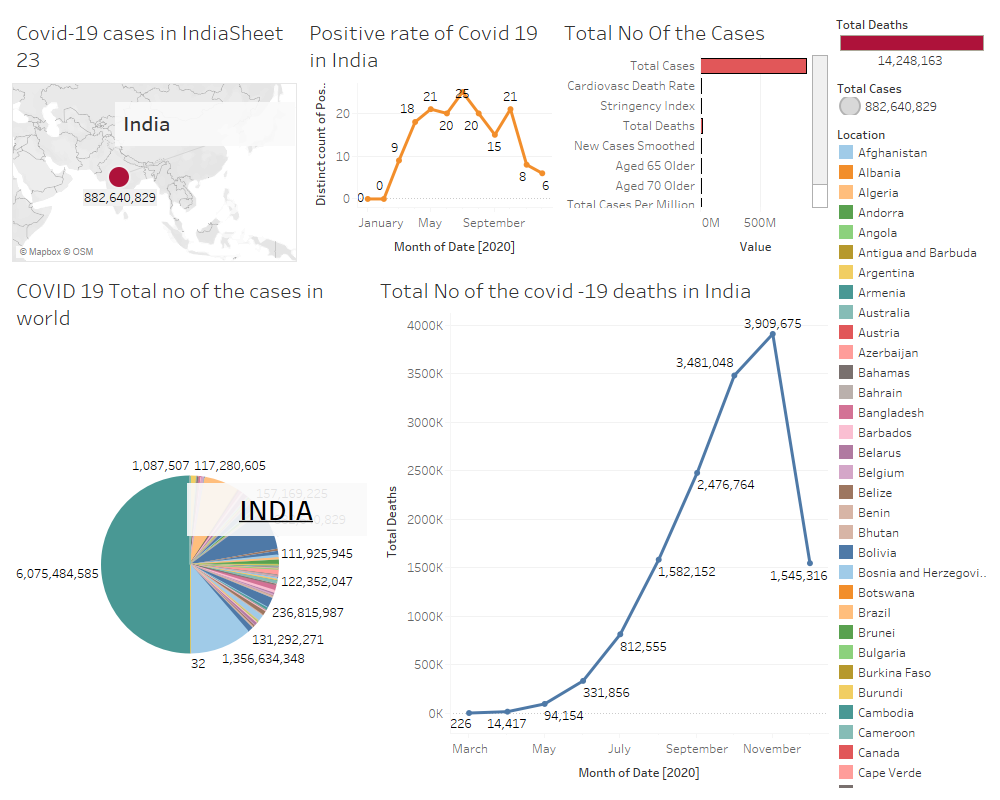 Covid-19 cases in IndiaSheet
23
India
882,640,829
© Mapbox © OSM
Positive rate of Covid 19
in India
Distinct count of Pos..
20
10
0
0
0
9
18
21
20
25
20
15
21
8
6
January
May
September
Month of Date [2020]
Total No Of the Cases
Total Cases
Cardiovasc Death Rate
Stringency Index
Total Deaths
New Cases Smoothed
Aged 65 Older
Aged 70 Older
Total Cases Per Million
0M
500M
Value
COVID 19 Total no of the cases in
world
1,087,507
117,280,605
157,169,225
INDIA
111,925,945
6,075,484,585
122,352,047
236,815,987
131,292,271
1,356,634,348
32
Total No of the covid -19 deaths in India
Total Deaths
4000K
3500K
3000K
2500K
2000K
1500K
1000K
500K
0K
226
14,417
94,154
331,856
812,555
1,582,152
2,476,764
3,481,048
3,909,675
1,545,316
March
May
July
September
November
Month of Date [2020]
Total Deaths
14,248,163
Total Cases
882,640,829
Location
Afghanistan
Albania
Algeria
Andorra
Angola
Antigua and Barbuda
Argentina
Armenia
Australia
Austria
Azerbaijan
Bahamas
Bahrain
Bangladesh
Barbados
Belarus
Belgium
Belize
Benin
Bhutan
Bolivia
Bosnia and Herzegovi..
Botswana
Brazil
Brunei
Bulgaria
Burkina Faso
Burundi
Cambodia
Cameroon
Canada
Cape Verde